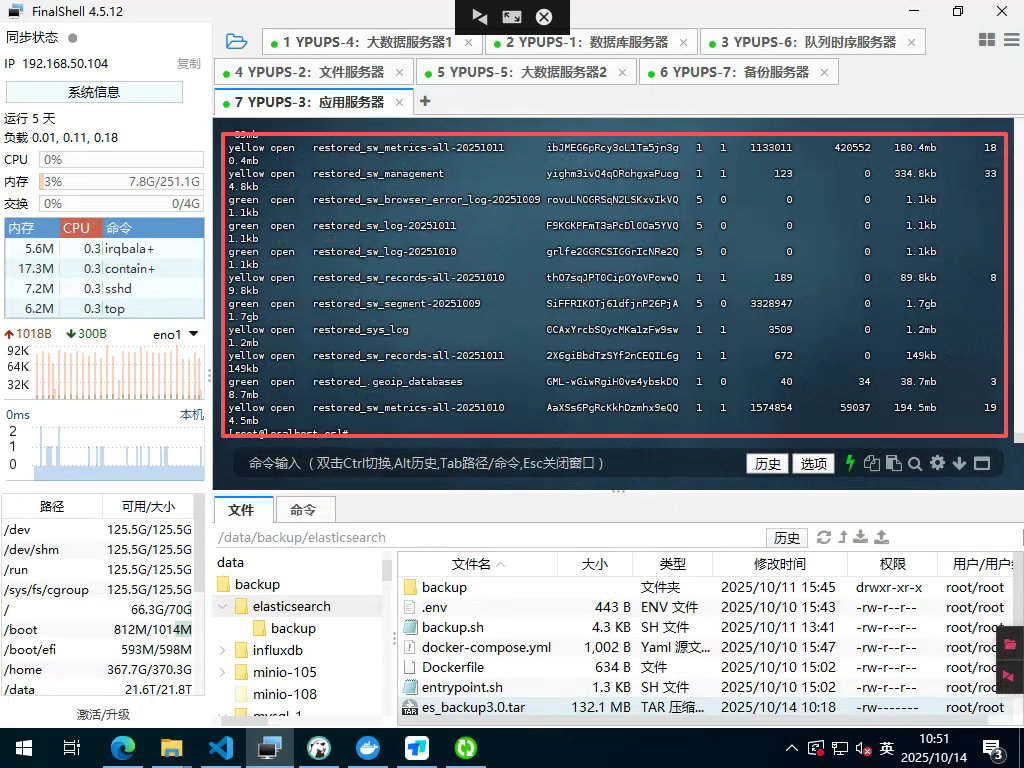 FinalShell 4.5.12
同步状态
IP 192.168.50.104 复制
系统信息
运行 5 天
负载 0.01, 0.11, 0.18
CPU 0%
内存 3% 7.8G/251.1G
交换 0% 0/4G
内存 CPU 命令
5.6M 0.3 irqbala+
17.3M 0.3 contain+
7.2M 0.3 sshd
6.2M 0.3 top
1018B 300B eno1
92K
64K
32K
0ms 本机
2
1
0
路径 可用/大小
/dev 125.5G/125.5G
/dev/shm 125.5G/125.5G
/run 125.5G/125.5G
/sys/fs/cgroup 125.5G/125.5G
/ 66.3G/70G
/boot 812M/1014M
/boot/efi 593M/598M
/home 367.7G/370.3G
/data 21.6T/21.8T
激活/升级
1 YPUPS-4：大数据服务器1
2 YPUPS-1：数据库服务器
3 YPUPS-6：队列时序服务器
4 YPUPS-2：文件服务器
5 YPUPS-5：大数据服务器2
6 YPUPS-7：备份服务器
7 YPUPS-3：应用服务器
yellow open restored_sw_metrics-all-20251011 ibJMEG6pRcy3oL1Ta5jn3g 1 1 1133011 420552 180.4mb 18
0.4mb
yellow open restored_sw_management yighm3ivQ4qORohgxaPuog 1 1 123 0 334.8kb 33
4.8kb
green open restored_sw_browser_error_log-20251009 rovuLNOGRSqN2LSKxvIkVQ 5 0 0 0 1.1kb
1.1kb
green open restored_sw_log-20251011 F9KGKPFmT3aPcDl0Oa5YVQ 5 0 0 0 1.1kb
1.1kb
green open restored_sw_log-20251010 grlfe2GGRCSIGGrIcNRe2Q 5 0 0 0 1.1kb
1.1kb
yellow open restored_sw_records-all-20251010 thO7sqJPT0CipOYoVPowwQ 1 1 189 0 89.8kb 8
9.8kb
green open restored_sw_segment-20251009 SiFFRIKOTj61dfjnP26PjA 5 0 3328947 0 1.7gb
1.7gb
yellow open restored_sys_log 0CAxYrcbSQycMKa1zFw9sw 1 1 3509 0 1.2mb
1.2mb
yellow open restored_sw_records-all-20251011 2X6giBbdTzSYf2nCEQIL6g 1 1 672 0 149kb
149kb
green open restored_.geoip_databases GML-wGiwRgiHOvs4ybskDQ 1 0 40 34 38.7mb 3
8.7mb
yellow open restored_sw_metrics-all-20251010 AaXSs6PgRcKkhDzmhx9eQQ 1 1 1574854 59037 194.5mb 19
4.5mb
[root@localhost es]#
命令输入（双击Ctrl切换,Alt历史,Tab路径/命令,Esc关闭窗口） 历史 选项
文件 命令
/data/backup/elasticsearch 历史
data
backup
elasticsearch
backup
influxdb
minio-105
minio-108
mysql-1
文件名 大小 类型 修改时间 权限 用户/用户
backup 文件夹 2025/10/11 15:45 drwxr-xr-x root/root
.env 443 B ENV 文件 2025/10/10 15:43 -rw-r--r-- root/root
backup.sh 4.3 KB SH 文件 2025/10/11 13:41 -rw-r--r-- root/root
docker-compose.yml 1,002 B Yaml 源文... 2025/10/10 15:47 -rw-r--r-- root/root
Dockerfile 634 B 文件 2025/10/10 15:02 -rw-r--r-- root/root
entrypoint.sh 1.3 KB SH 文件 2025/10/10 15:02 -rw-r--r-- root/root
es_backup3.0.tar 132.1 MB TAR 压缩... 2025/10/14 10:18 -rw------- root/root
英
10:51
2025/10/14
3